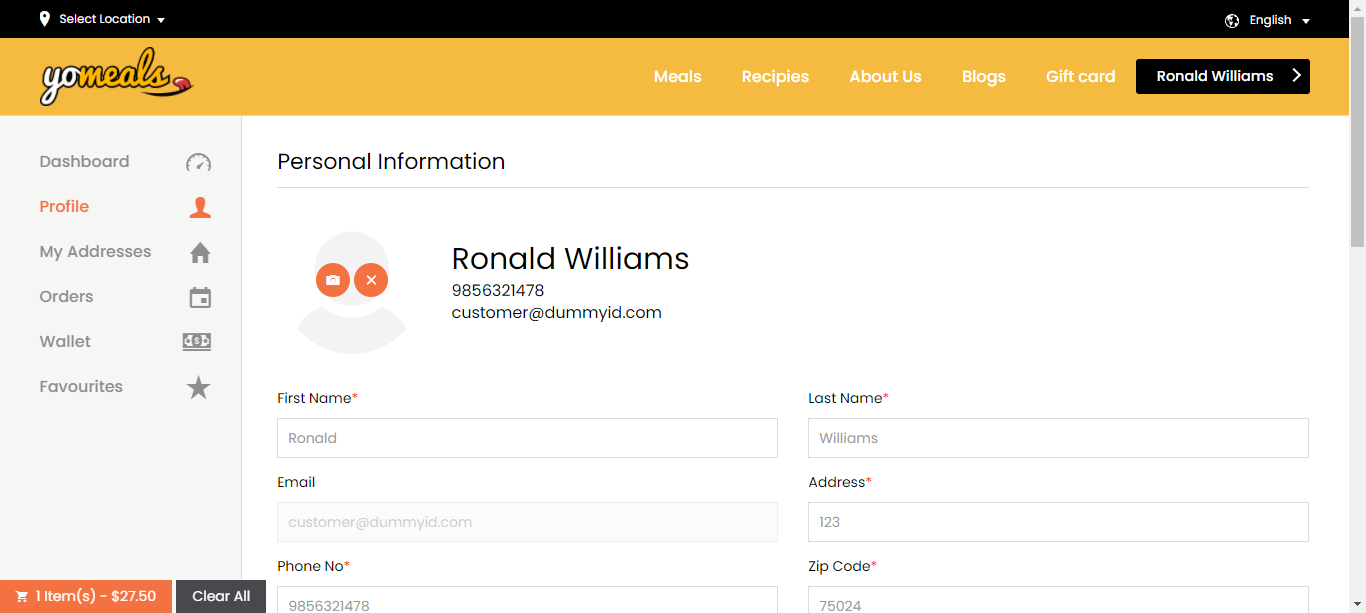 Select Location
English
yomeals
Meals Recipies About Us Blogs Gift card Ronald Williams
Dashboard
Profile
My Addresses
Orders
Wallet
Favourites
Personal Information
Ronald Williams
9856321478
customer@dummyid.com
First Name* Last Name*
Ronald Williams
Email Address*
customer@dummyid.com 123
Phone No* Zip Code*
9856321478 75024
1 Item(s) - $27.50 Clear All